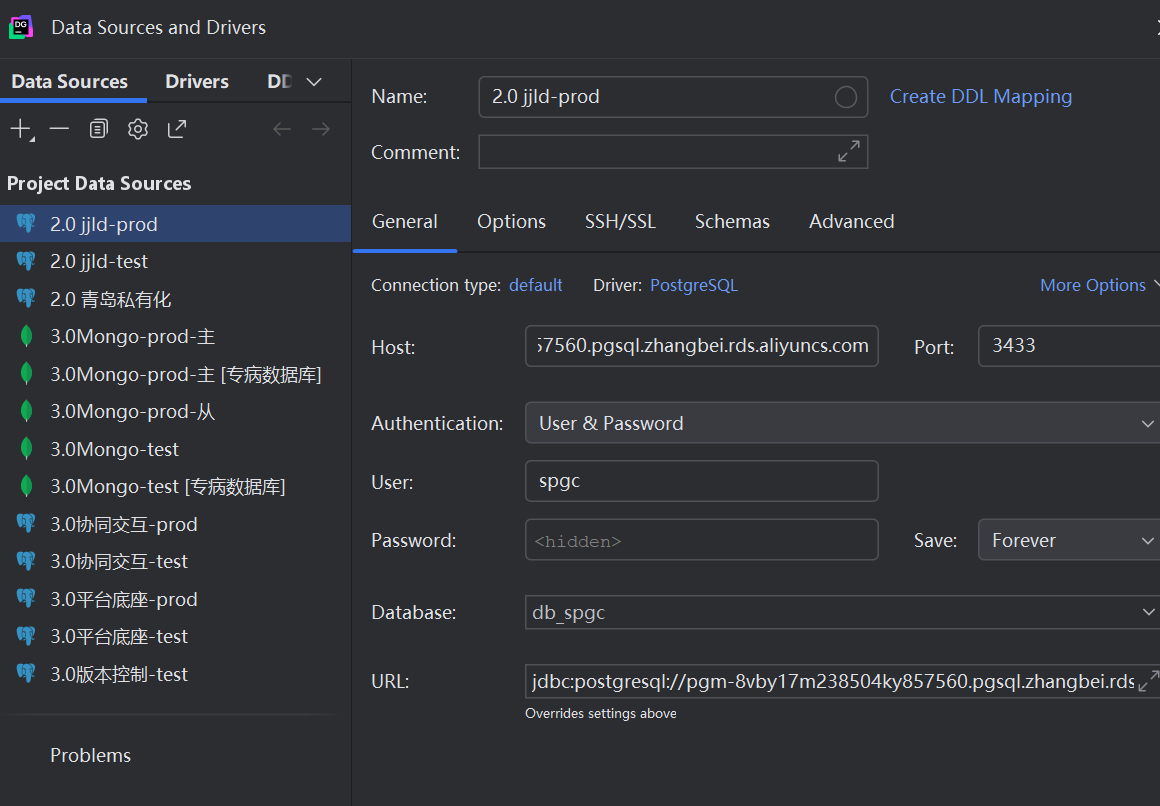 DG
Data Sources and Drivers
Data Sources Drivers DD
Project Data Sources
2.0 jjld-prod
2.0 jjld-test
2.0 青岛私有化
3.0Mongo-prod-主
3.0Mongo-prod-主 [专病数据库]
3.0Mongo-prod-从
3.0Mongo-test
3.0Mongo-test [专病数据库]
3.0协同交互-prod
3.0协同交互-test
3.0平台底座-prod
3.0平台底座-test
3.0版本控制-test
Problems
Name: 2.0 jjld-prod Create DDL Mapping
Comment:
General Options SSH/SSL Schemas Advanced
Connection type: default Driver: PostgreSQL More Options
Host: 57560.pgsql.zhangbei.rds.aliyuncs.com Port: 3433
Authentication: User & Password
User: spgc
Password: <hidden> Save: Forever
Database: db_spgc
URL: jdbc:postgresql://pgm-8vby17m238504ky857560.pgsql.zhangbei.rds
Overrides settings above